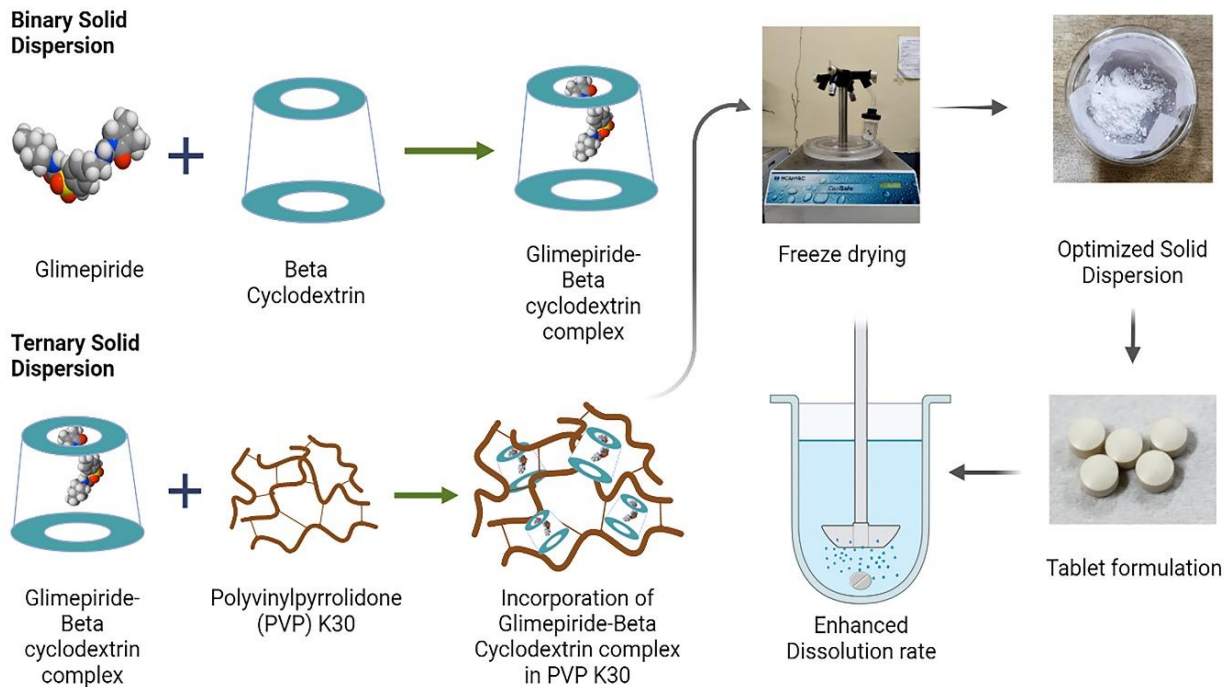 Binary Solid
Dispersion
Glimepiride
Beta
Cyclodextrin
Glimepiride-
Beta
cyclodextrin
complex
Freeze drying
CoolSafe
Optimized Solid
Dispersion
Ternary Solid
Dispersion
Glimepiride-
Beta
cyclodextrin
complex
Polyvinylpyrrolidone
(PVP) K30
Incorporation of
Glimepiride-Beta
Cyclodextrin complex
in PVP K30
Enhanced
Dissolution rate
Tablet formulation